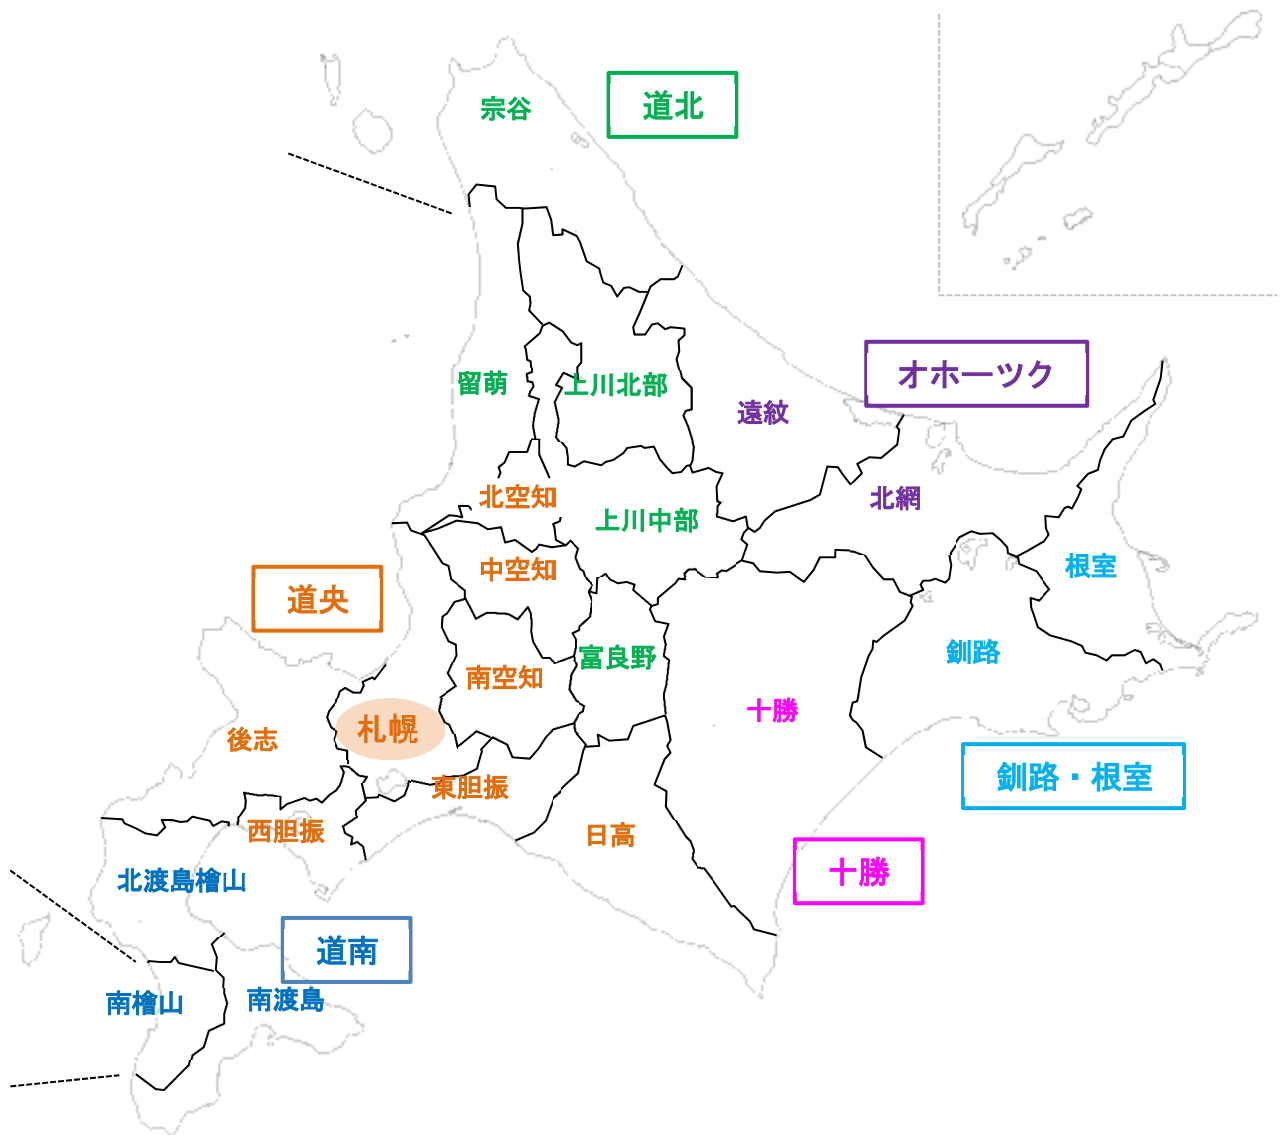 宗谷
道北
留萌
上川北部
オホーツク
遠紋
北空知
上川中部
北網
中空知
根室
道央
南空知
富良野
釧路
十勝
札幌
後志
釧路・根室
東胆振
西胆振
日高
十勝
北渡島檜山
道南
南檜山
南渡島